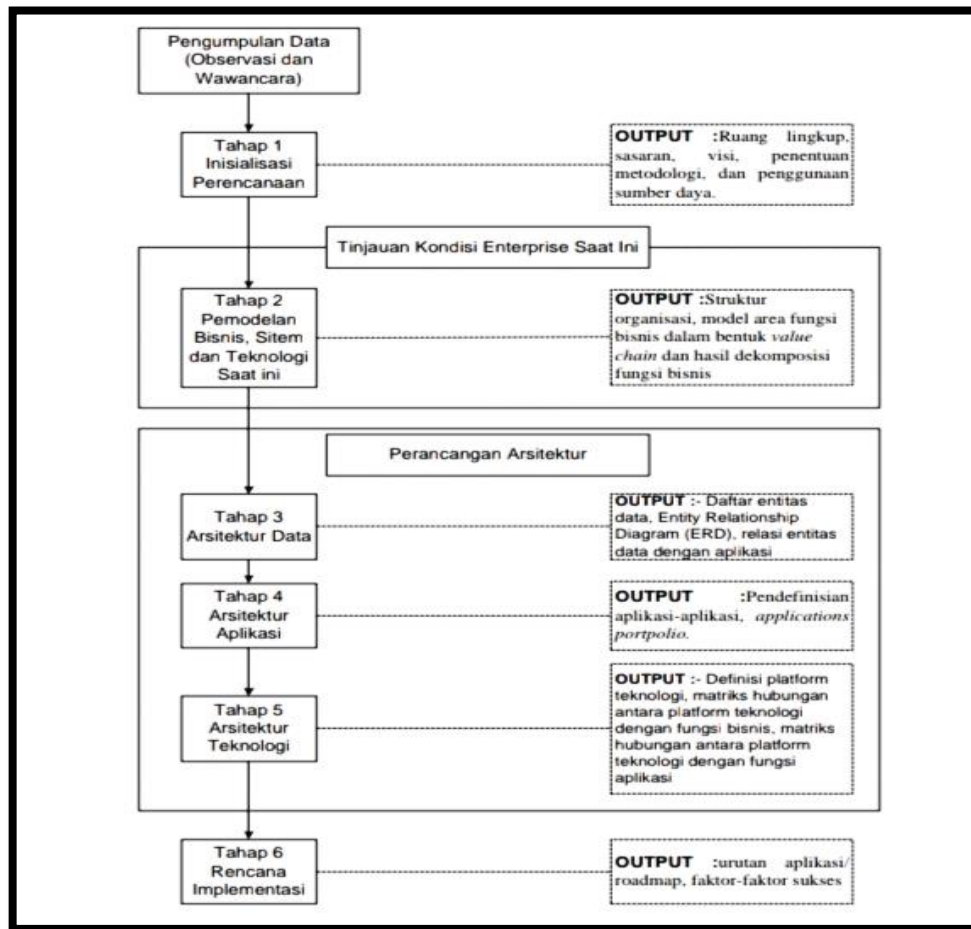 Pengumpulan Data
(Observasi dan
Wawancara)
Tahap 1
Inisialisasi
Perencanaan
OUTPUT :Ruang lingkup,
sasaran, visi, penentuan
metodologi, dan penggunaan
sumber daya.
Tinjauan Kondisi Enterprise Saat Ini
Tahap 2
Pemodelan
Bisnis, Sitem
dan Teknologi
Saat ini
OUTPUT :Struktur
organisasi, model area fungsi
bisnis dalam bentuk value
chain dan hasil dekomposisi
fungsi bisnis
Perancangan Arsitektur
Tahap 3
Arsitektur Data
OUTPUT :- Daftar entitas
data, Entity Relationship
Diagram (ERD), relasi entitas
data dengan aplikasi
Tahap 4
Arsitektur
Aplikasi
OUTPUT :Pendefinisian
aplikasi-aplikasi, applications
portpolio.
Tahap 5
Arsitektur
Teknologi
OUTPUT :- Definisi platform
teknologi, matriks hubungan
antara platform teknologi
dengan fungsi bisnis, matriks
hubungan antara platform
teknologi dengan fungsi
aplikasi
Tahap 6
Rencana
Implementasi
OUTPUT :urutan aplikasi/
roadmap, faktor-faktor sukses